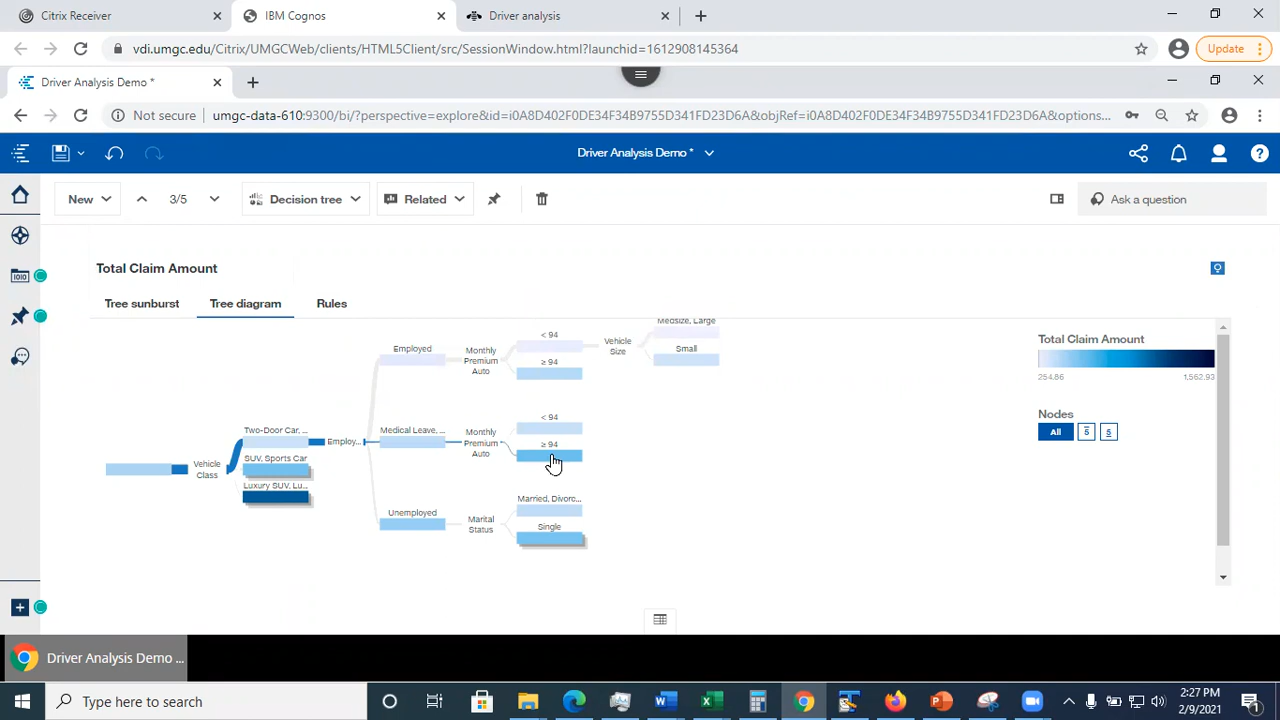 Citrix Receiver
IBM Cognos
Driver analysis
vdi.umgc.edu/Citrix/UMGCWeb/clients/HTML5Client/src/SessionWindow.html?launchid=1612908145364
Update
Driver Analysis Demo *
Not secure
umgc-data-610:9300/bi/?perspective=explore&id=i0A8D402F0DE34F34B9755D341FD23D6A&objRef=i0A8D402F0DE34F34B9755D341FD23D6A&options...
Driver Analysis Demo *
New
3/5
Decision tree
Related
Ask a question
Total Claim Amount
Tree sunburst
Tree diagram
Rules
Medsize, Large
< 94
Employed
Monthly
Premium
Auto
Vehicle
Size
Small
≥ 94
Total Claim Amount
254.86
1,562.93
Nodes
All
5
5
< 94
Two-Door Car, ...
Employ...
Medical Leave, ...
Monthly
Premium
Auto
≥ 94
SUV, Sports Car
Vehicle
Class
Luxury SUV, Lu...
Married, Divorc...
Unemployed
Marital
Status
Single
Driver Analysis Demo ...
Type here to search
2:27 PM
2/9/2021